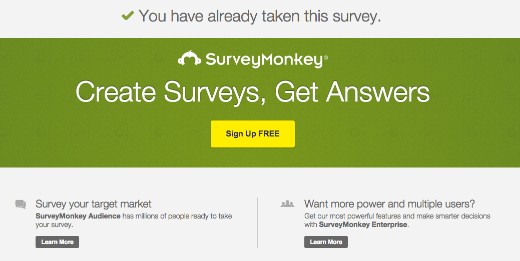 You have already taken this survey.
SurveyMonkey®
Create Surveys, Get Answers
Sign Up FREE
Survey your target market
SurveyMonkey Audience has millions of people ready to take
your survey.
Learn More
Want more power and multiple users?
Get our most powerful features and make smarter decisions
with SurveyMonkey Enterprise.
Learn More